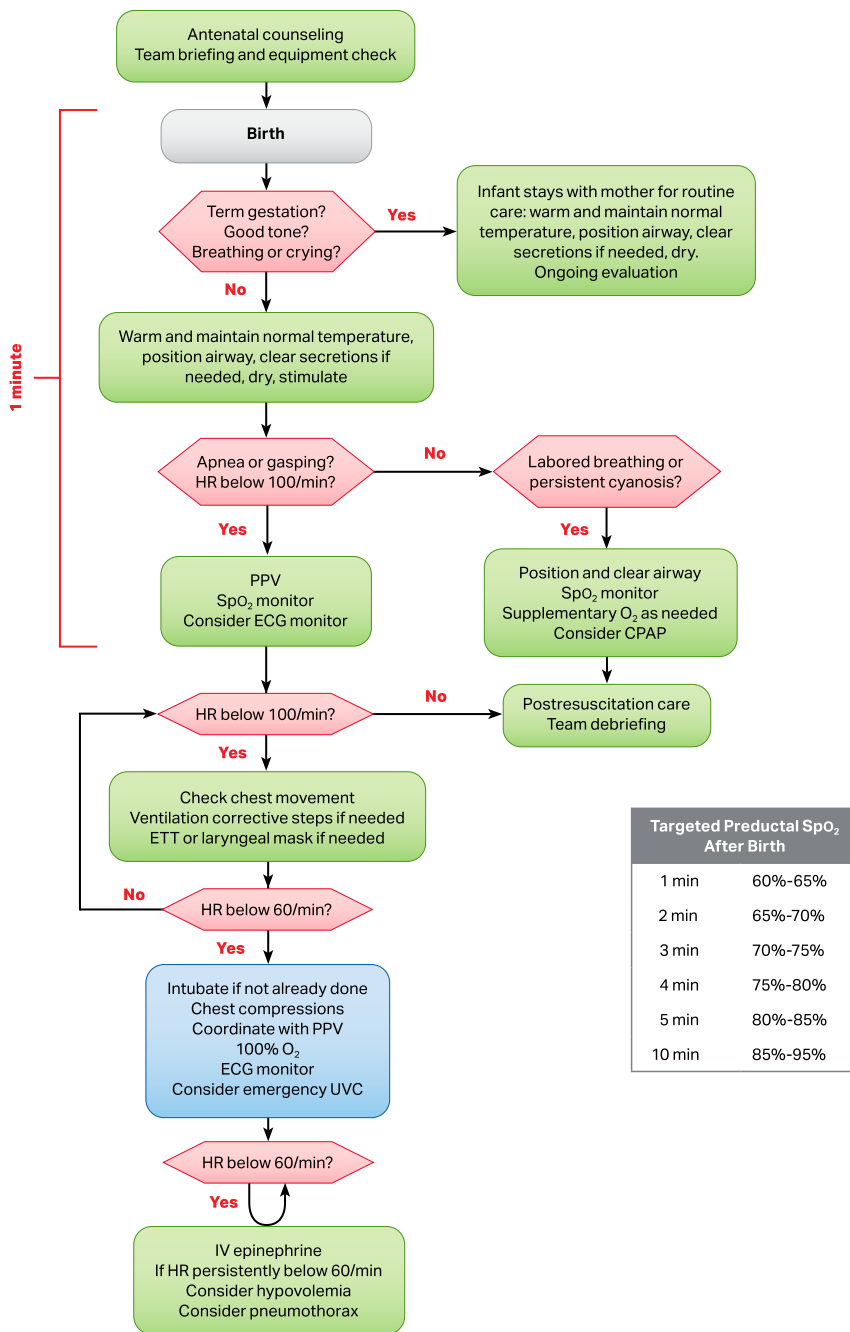 Antenatal counseling
Team briefing and equipment check
Birth
Term gestation?
Good tone?
Breathing or crying?
Yes
Infant stays with mother for routine
care: warm and maintain normal
temperature, position airway, clear
secretions if needed, dry.
Ongoing evaluation
No
1 minute
Warm and maintain normal temperature,
position airway, clear secretions if
needed, dry, stimulate
Apnea or gasping?
HR below 100/min?
No
Labored breathing or
persistent cyanosis?
Yes
Yes
PPV
SpO₂ monitor
Consider ECG monitor
Position and clear airway
SpO₂ monitor
Supplementary O₂ as needed
Consider CPAP
HR below 100/min?
No
Postresuscitation care
Team debriefing
Yes
Check chest movement
Ventilation corrective steps if needed
ETT or laryngeal mask if needed
No
HR below 60/min?
Yes
Intubate if not already done
Chest compressions
Coordinate with PPV
100% O₂
ECG monitor
Consider emergency UVC
HR below 60/min?
Yes
IV epinephrine
If HR persistently below 60/min
Consider hypovolemia
Consider pneumothorax
Targeted Preductal SpO₂
After Birth
1 min 60%-65%
2 min 65%-70%
3 min 70%-75%
4 min 75%-80%
5 min 80%-85%
10 min 85%-95%